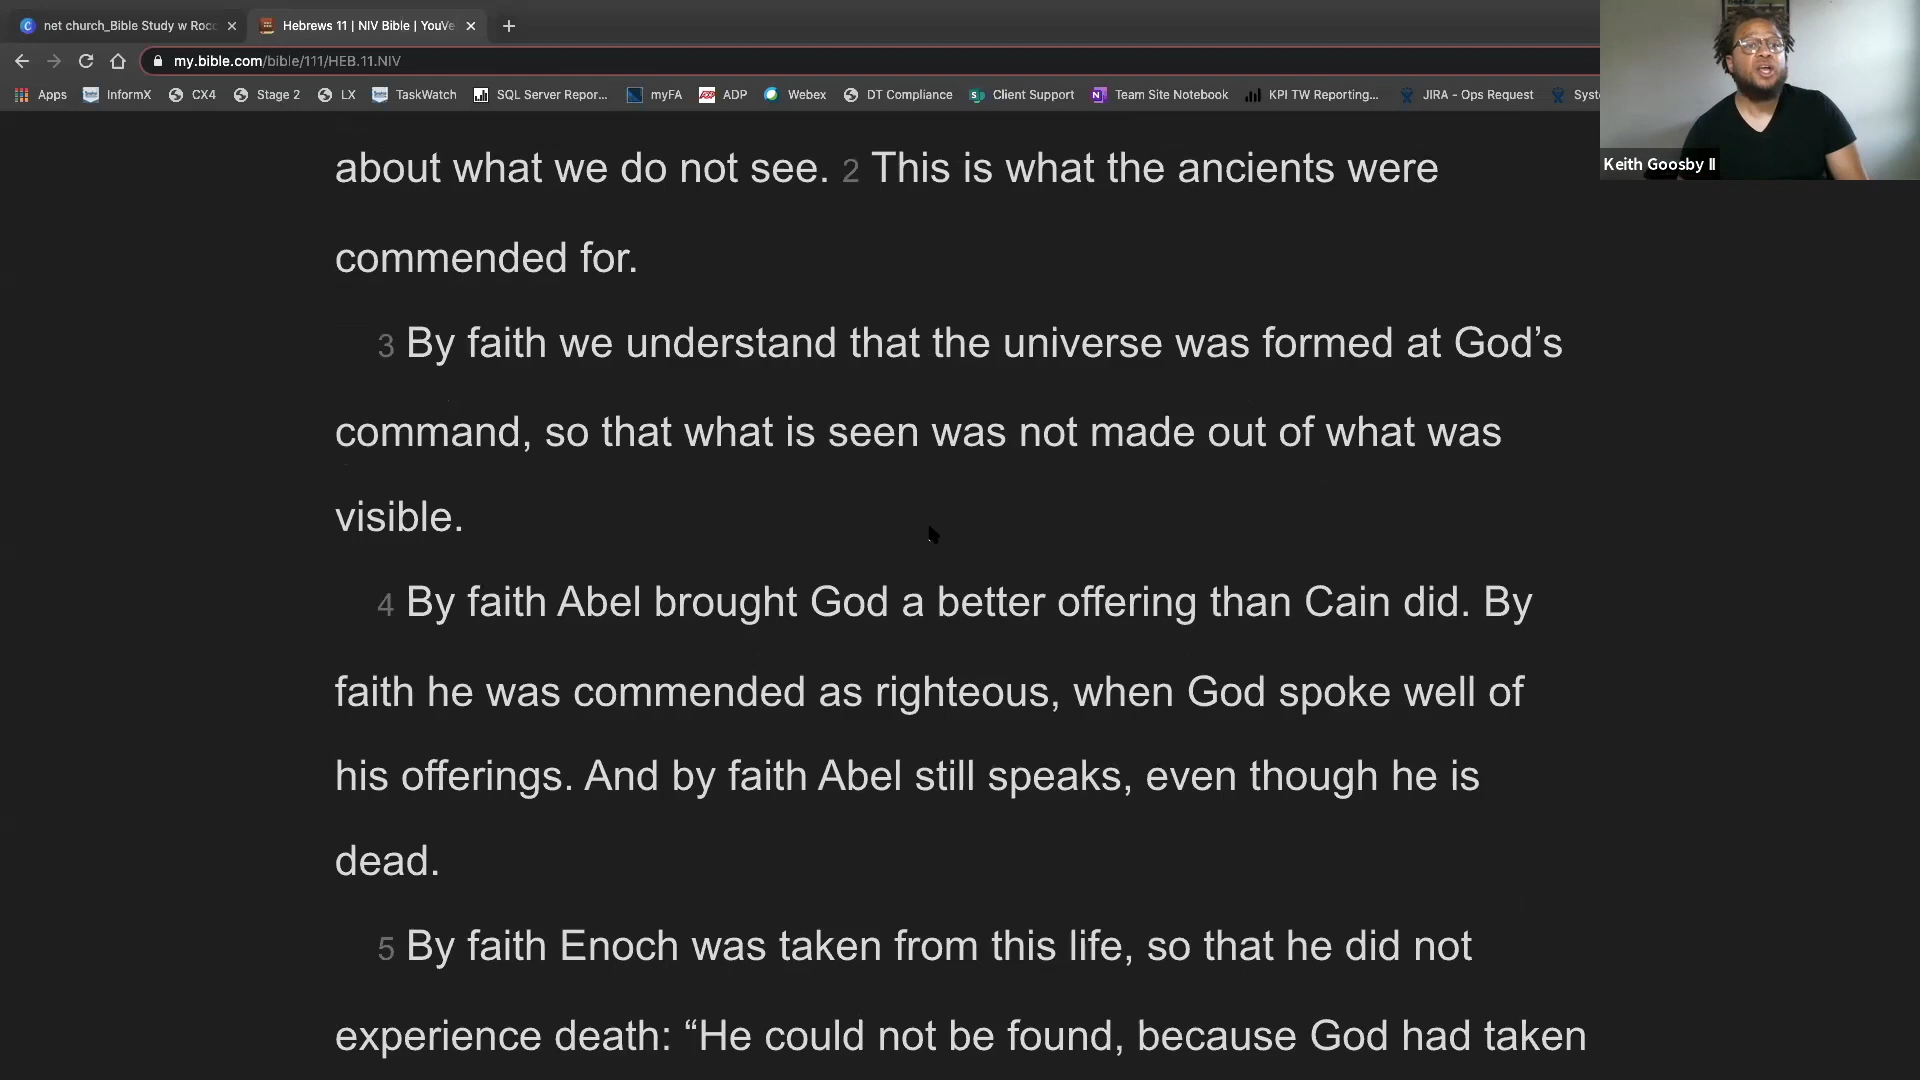 net church_Bible Study w Roc
Hebrews 11 | NIV Bible | YouVe
my.bible.com/bible/111/HEB.11.NIV
Apps InformX CX4 Stage 2 LX TaskWatch SQL Server Repor... myFA ADP Webex DT Compliance Client Support Team Site Notebook KPI TW Reporting... JIRA - Ops Request Syst
Keith Goosby II
about what we do not see. 2 This is what the ancients were
commended for.
3 By faith we understand that the universe was formed at God’s
command, so that what is seen was not made out of what was
visible.
4 By faith Abel brought God a better offering than Cain did. By
faith he was commended as righteous, when God spoke well of
his offerings. And by faith Abel still speaks, even though he is
dead.
5 By faith Enoch was taken from this life, so that he did not
experience death: “He could not be found, because God had taken